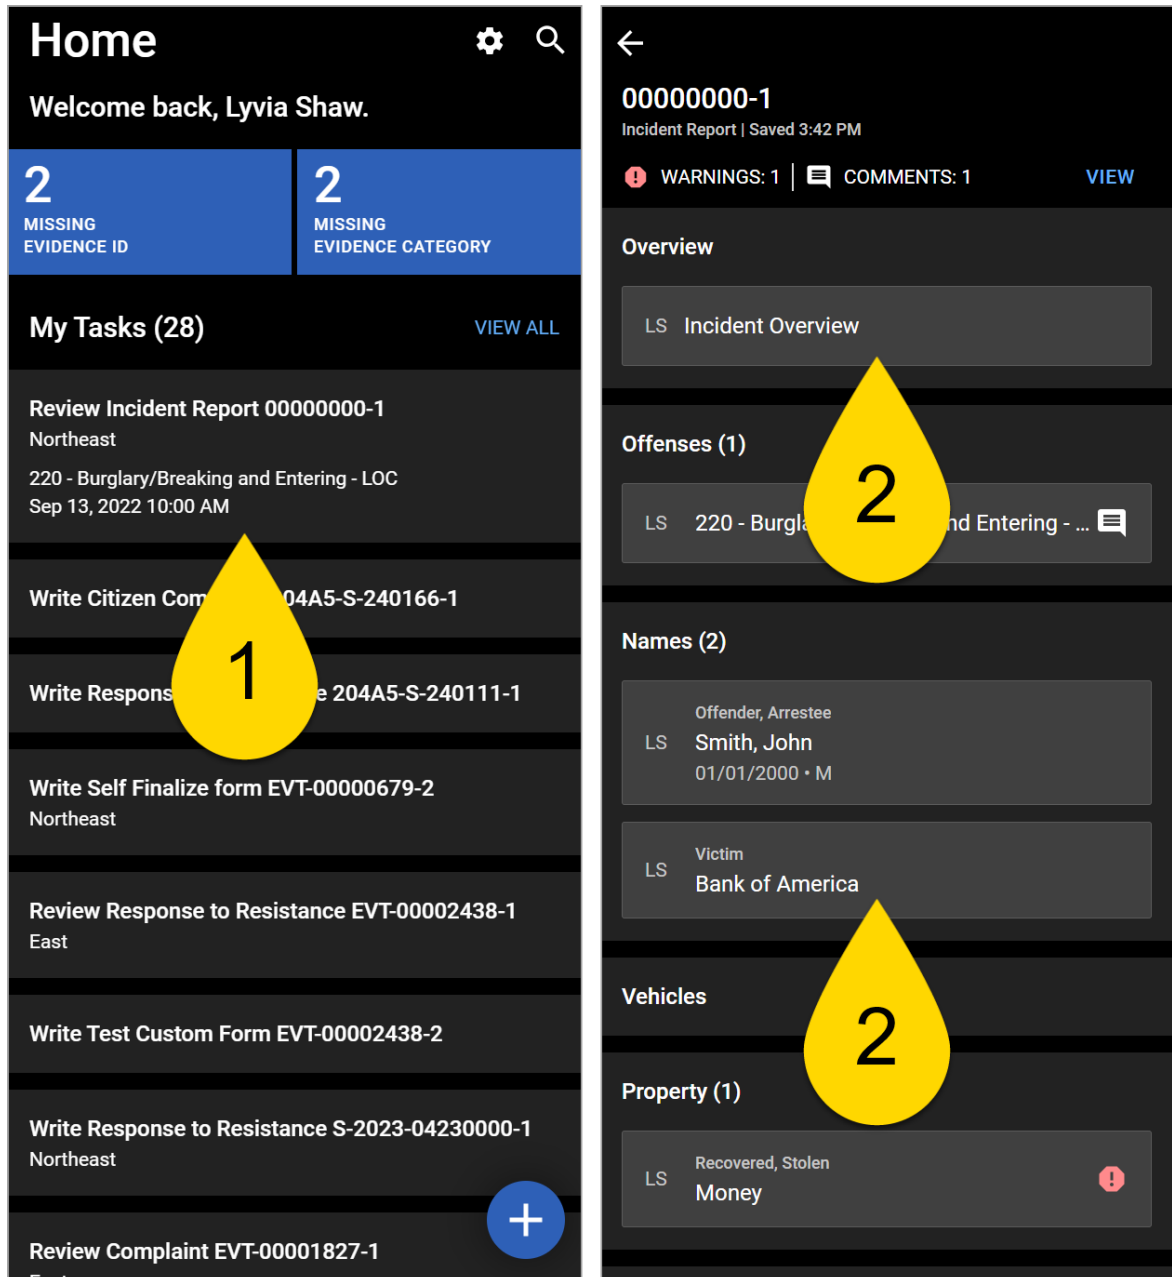 Home
Welcome back, Lyvia Shaw.
2
MISSING
EVIDENCE ID
2
MISSING
EVIDENCE CATEGORY
My Tasks (28)
VIEW ALL
Review Incident Report 00000000-1
Northeast
220 - Burglary/Breaking and Entering - LOC
Sep 13, 2022 10:00 AM
Write Citizen Com 04A5-S-240166-1
1
Write Respons e 204A5-S-240111-1
Write Self Finalize form EVT-00000679-2
Northeast
Review Response to Resistance EVT-00002438-1
East
Write Test Custom Form EVT-00002438-2
Write Response to Resistance S-2023-04230000-1
Northeast
Review Complaint EVT-00001827-1
00000000-1
Incident Report | Saved 3:42 PM
WARNINGS: 1 | COMMENTS: 1
VIEW
Overview
LS Incident Overview
Offenses (1)
2
LS 220 - Burgla nd Entering - ...
Names (2)
Offender, Arrestee
LS Smith, John
01/01/2000 • M
Victim
LS Bank of America
Vehicles
2
Property (1)
Recovered, Stolen
LS Money